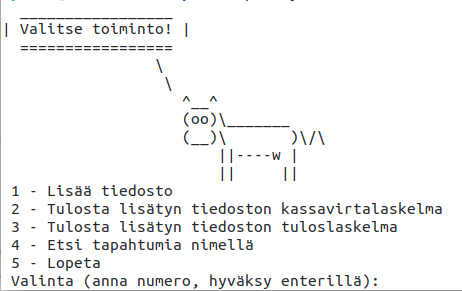 _________________
| Valitse toiminto! |
  =================
                 \
                  \
                    ^__^
                    (oo)\_______
                    (__)\       )\/\
                        ||----w |
                        ||     ||
1 - Lisää tiedosto
2 - Tulosta lisätyn tiedoston kassavirtalaskelma
3 - Tulosta lisätyn tiedoston tuloslaskelma
4 - Etsi tapahtumia nimellä
5 - Lopeta
Valinta (anna numero, hyväksy enterillä):